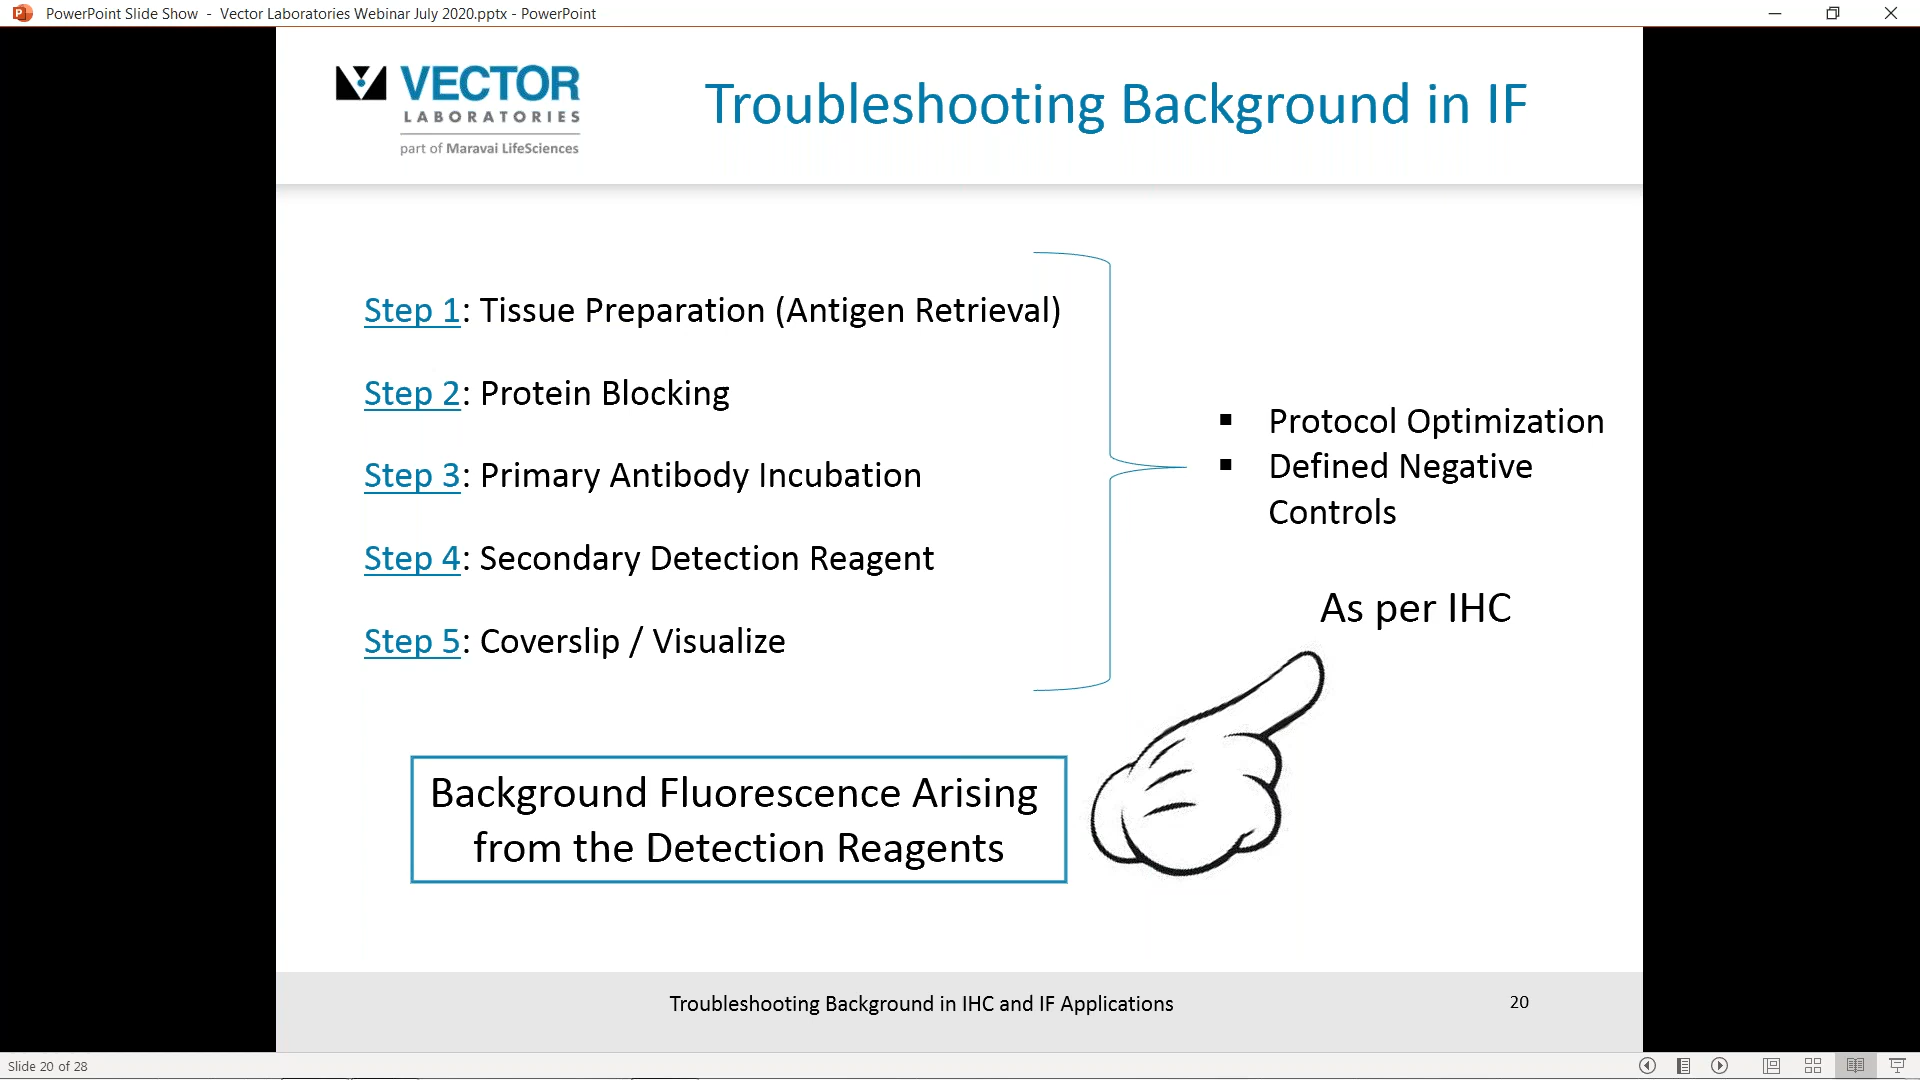 PowerPoint Slide Show - Vector Laboratories Webinar July 2020.pptx - PowerPoint
VECTOR
LABORATORIES
part of Maravai LifeSciences
Troubleshooting Background in IF
Step 1: Tissue Preparation (Antigen Retrieval)
Step 2: Protein Blocking
Step 3: Primary Antibody Incubation
Step 4: Secondary Detection Reagent
Step 5: Coverslip / Visualize
▪ Protocol Optimization
▪ Defined Negative
Controls
As per IHC
Background Fluorescence Arising
from the Detection Reagents
Troubleshooting Background in IHC and IF Applications
20
Slide 20 of 28